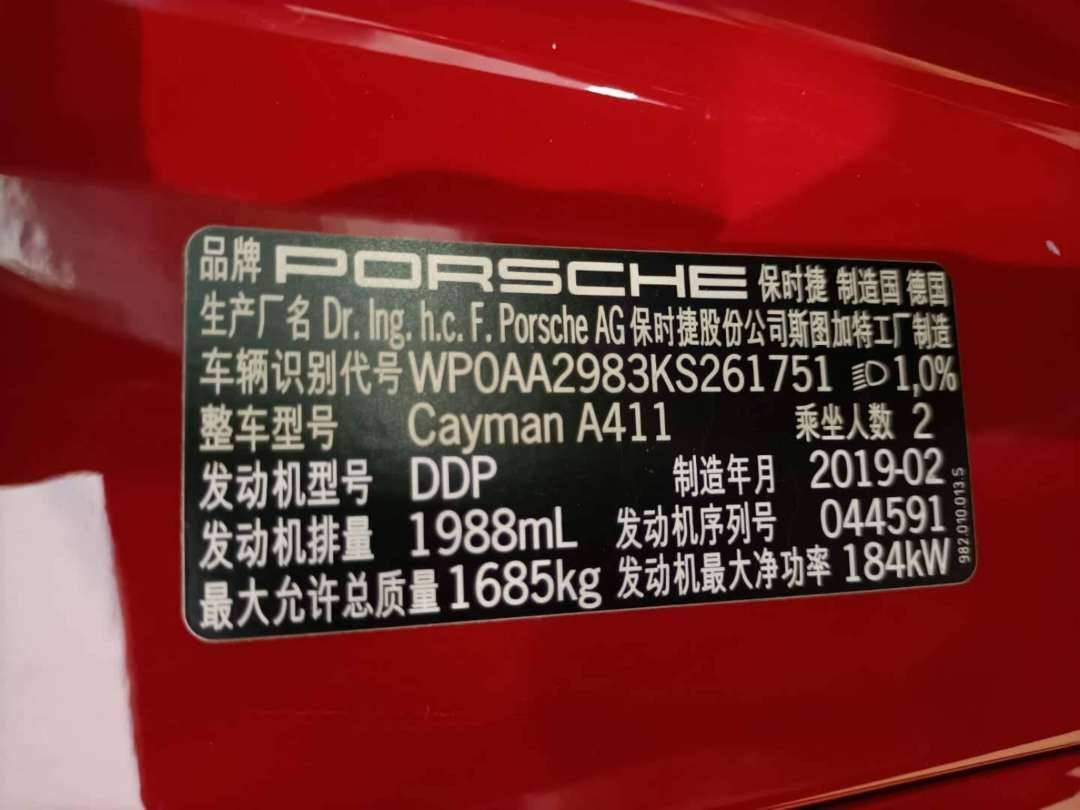 品牌 PORSCHE 保时捷 制造国 德国
生产厂名 Dr. Ing. h.c. F. Porsche AG 保时捷股份公司斯图加特工厂制造
车辆识别代号 WP0AA2983KS261751 1,0%
整车型号 Cayman A411 乘坐人数 2
发动机型号 DDP 制造年月 2019-02
发动机排量 1988mL 发动机序列号 044591
最大允许总质量 1685kg 发动机最大净功率 184kW
982.010.013.S